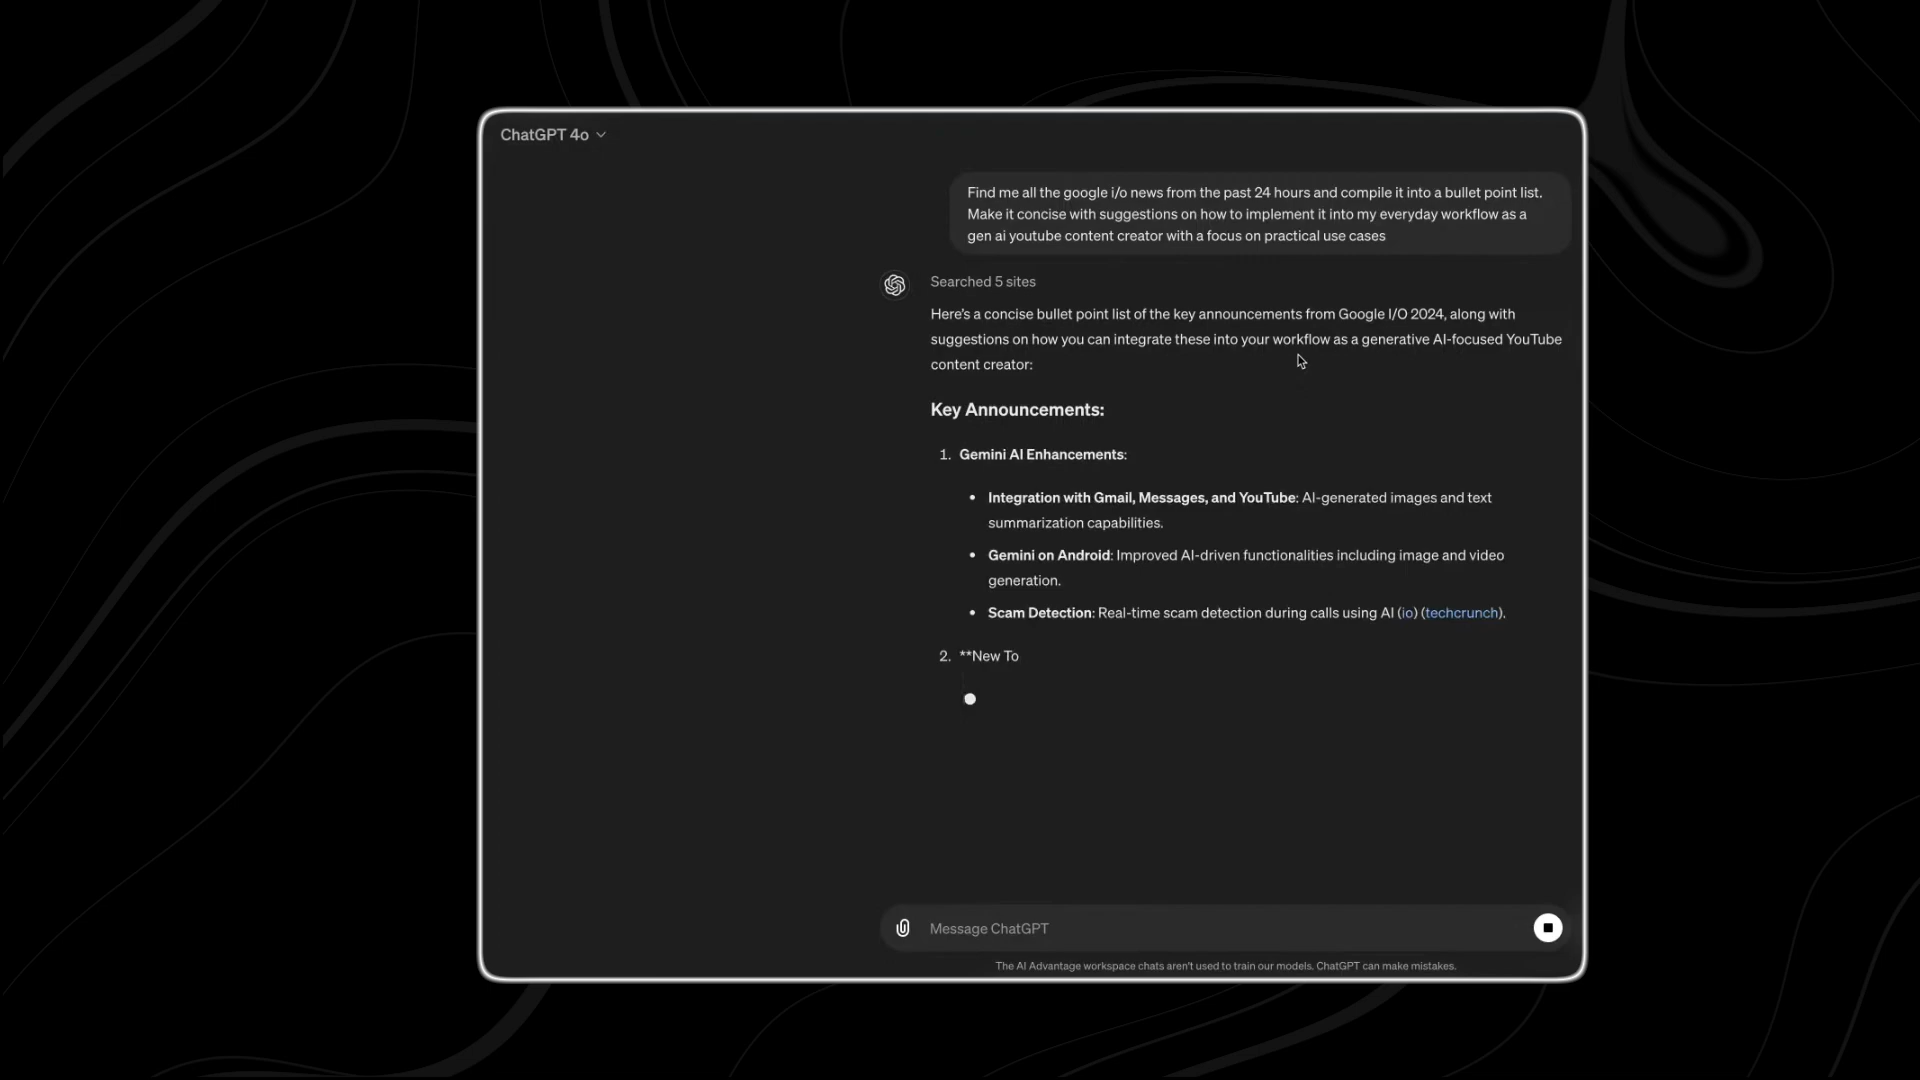 ChatGPT 4o
Find me all the google i/o news from the past 24 hours and compile it into a bullet point list.
Make it concise with suggestions on how to implement it into my everyday workflow as a
gen ai youtube content creator with a focus on practical use cases
Searched 5 sites
Here's a concise bullet point list of the key announcements from Google I/O 2024, along with
suggestions on how you can integrate these into your workflow as a generative AI-focused YouTube
content creator:
Key Announcements:
1. Gemini AI Enhancements:
• Integration with Gmail, Messages, and YouTube: AI-generated images and text
summarization capabilities.
• Gemini on Android: Improved AI-driven functionalities including image and video
generation.
• Scam Detection: Real-time scam detection during calls using AI (io) (techcrunch).
2. **New To
Message ChatGPT
The AI Advantage workspace chats aren't used to train our models. ChatGPT can make mistakes.